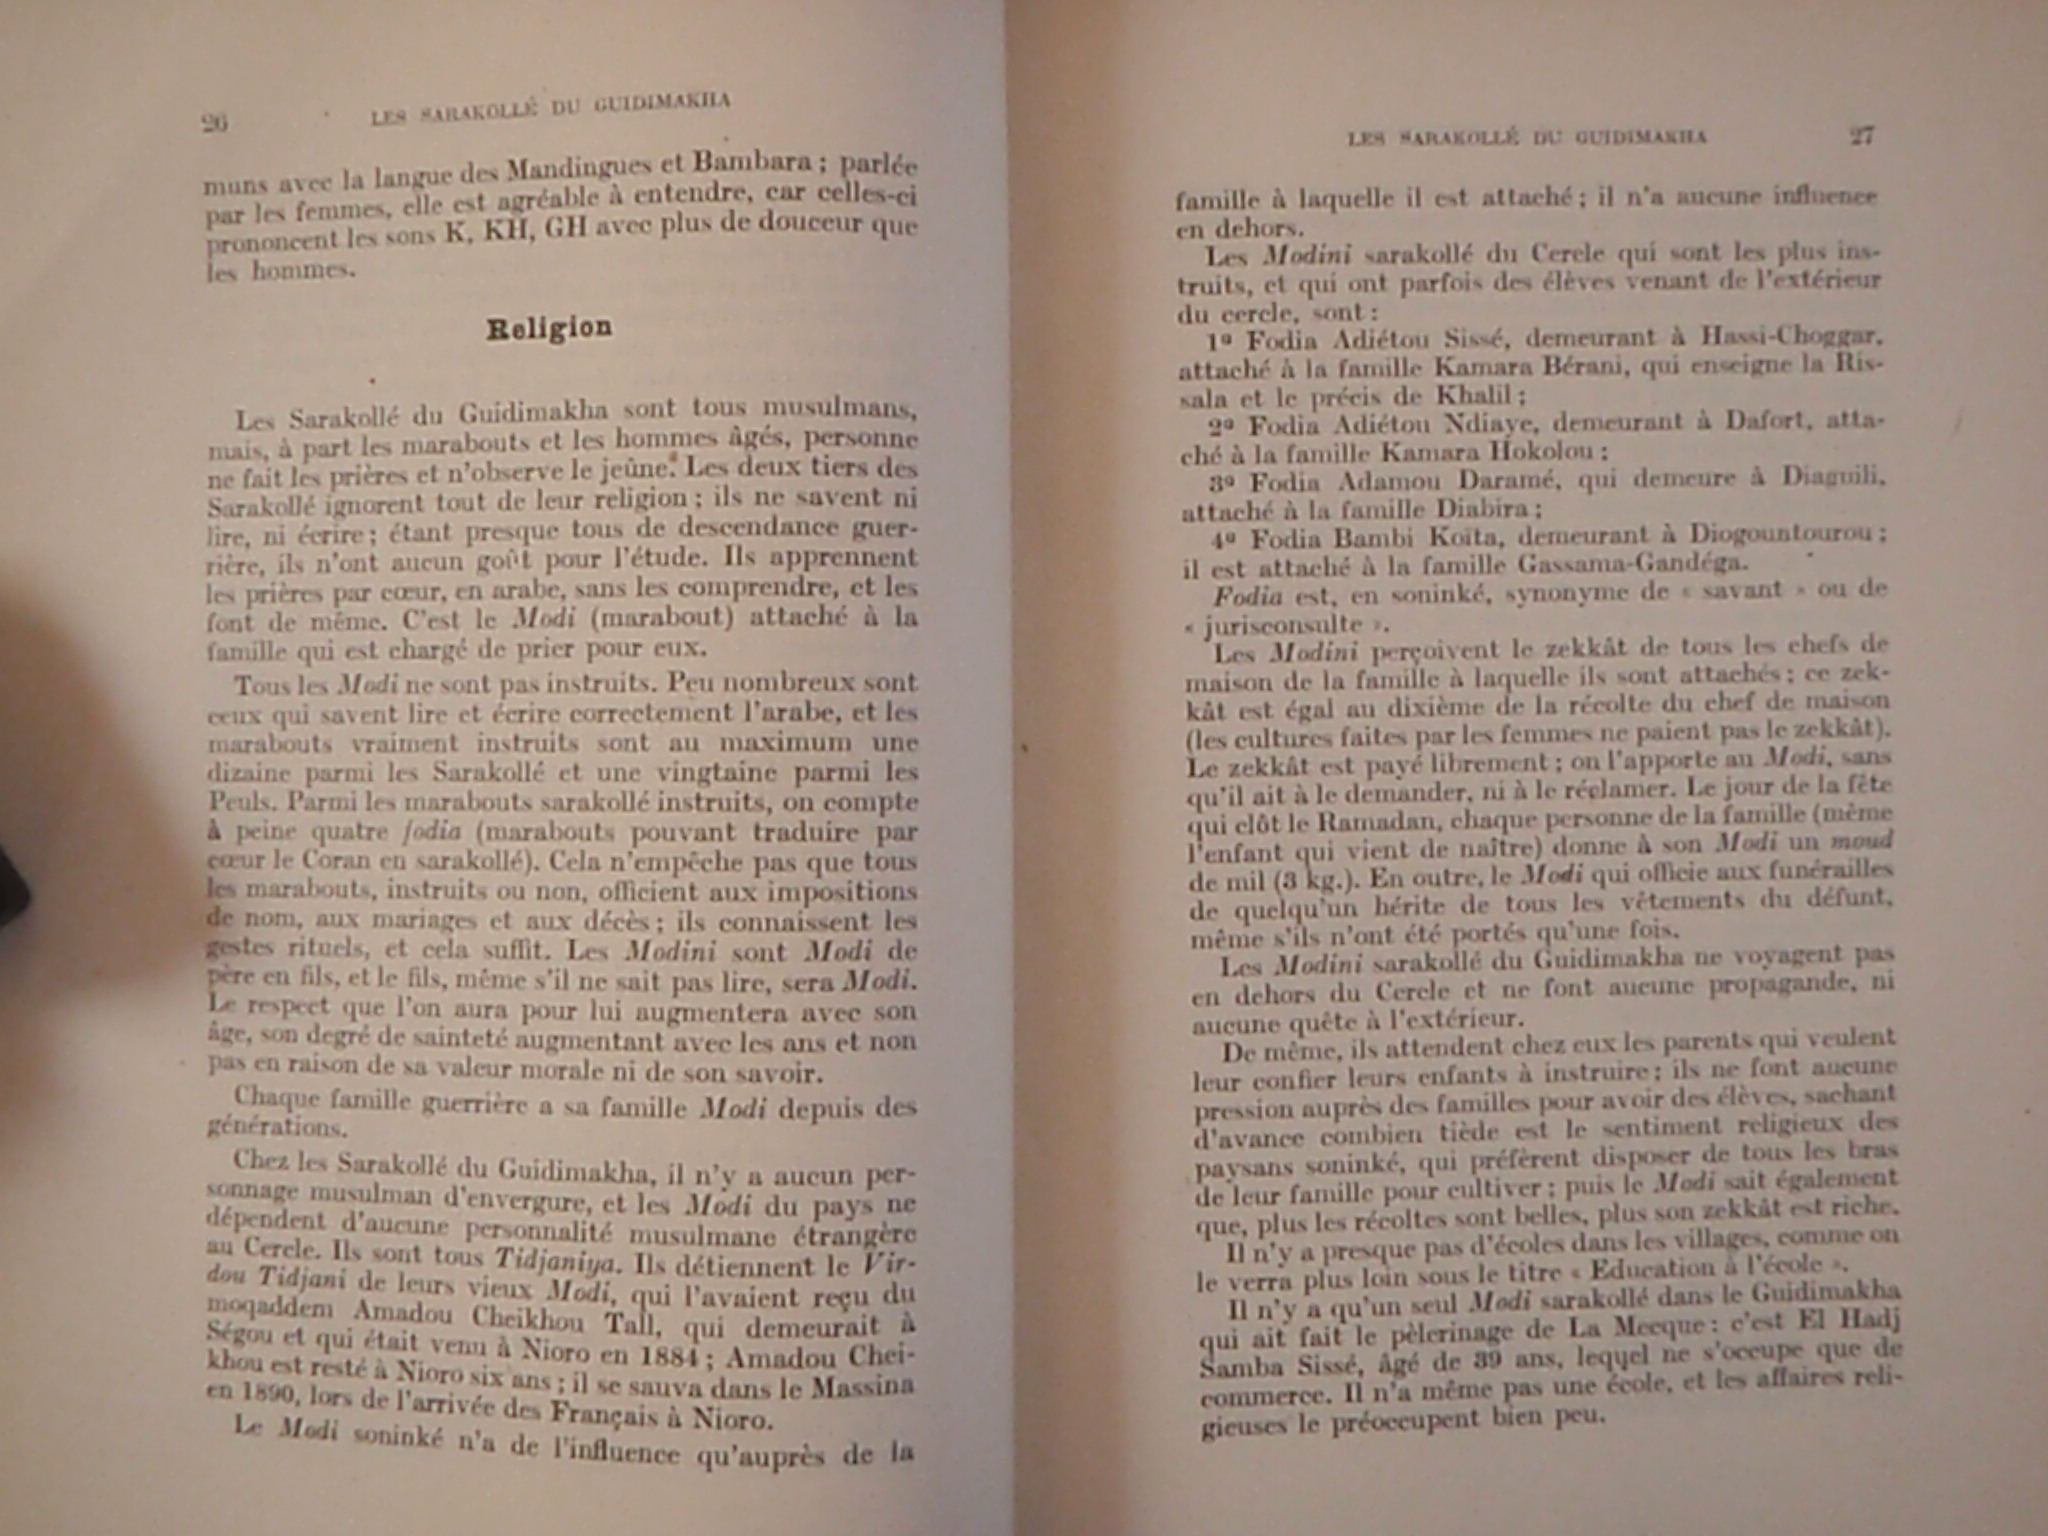 26 LES SARAKOLLÉ DU GUIDIMAKHA
muns avec la langue des Mandingues et Bambara ; parlée
par les femmes, elle est agréable à entendre, car celles-ci
prononcent les sons K, KH, GH avec plus de douceur que
les hommes.
Religion
Les Sarakollé du Guidimakha sont tous musulmans,
mais, à part les marabouts et les hommes âgés, personne
ne fait les prières et n'observe le jeûne. Les deux tiers des
Sarakollé ignorent tout de leur religion ; ils ne savent ni
lire, ni écrire ; étant presque tous de descendance guer-
rière, ils n'ont aucun goût pour l'étude. Ils apprennent
les prières par cœur, en arabe, sans les comprendre, et les
font de même. C'est le Modi (marabout) attaché à la
famille qui est chargé de prier pour eux.
Tous les Modi ne sont pas instruits. Peu nombreux sont
ceux qui savent lire et écrire correctement l'arabe, et les
marabouts vraiment instruits sont au maximum une
dizaine parmi les Sarakollé et une vingtaine parmi les
Peuls. Parmi les marabouts sarakollé instruits, on compte
à peine quatre fodia (marabouts pouvant traduire par
cœur le Coran en sarakollé). Cela n'empêche pas que tous
les marabouts, instruits ou non, officient aux impositions
de nom, aux mariages et aux décès ; ils connaissent les
gestes rituels, et cela suffit. Les Modini sont Modi de
père en fils, et le fils, même s'il ne sait pas lire, sera Modi.
Le respect que l'on aura pour lui augmentera avec son
âge, son degré de sainteté augmentant avec les ans et non
pas en raison de sa valeur morale ni de son savoir.
Chaque famille guerrière a sa famille Modi depuis des
générations.
Chez les Sarakollé du Guidimakha, il n'y a aucun per-
sonnage musulman d'envergure, et les Modi du pays ne
dépendent d'aucune personnalité musulmane étrangère
au Cercle. Ils sont tous Tidjaniya. Ils détiennent le Vir-
dou Tidjani de leurs vieux Modi, qui l'avaient reçu du
moqaddem Amadou Cheikhou Tall, qui demeurait à
Ségou et qui était venu à Nioro en 1884 ; Amadou Chei-
khou est resté à Nioro six ans ; il se sauva dans le Massina
en 1890, lors de l'arrivée des Français à Nioro.
Le Modi soninké n'a de l'influence qu'auprès de la
LES SARAKOLLÉ DU GUIDIMAKHA 27
famille à laquelle il est attaché ; il n'a aucune influence
en dehors.
Les Modini sarakollé du Cercle qui sont les plus ins-
truits, et qui ont parfois des élèves venant de l'extérieur
du cercle, sont :
1º Fodia Adiétou Sissé, demeurant à Hassi-Choggar,
attaché à la famille Kamara Bérani, qui enseigne la Ris-
sala et le précis de Khalil ;
2º Fodia Adiétou Ndiaye, demeurant à Dafort, atta-
ché à la famille Kamara Hokolou ;
3º Fodia Adamou Daramé, qui demeure à Diaguili,
attaché à la famille Diabira ;
4º Fodia Bambi Koïta, demeurant à Diogountourou ;
il est attaché à la famille Gassama-Gandéga.
Fodia est, en soninké, synonyme de « savant » ou de
« jurisconsulte ».
Les Modini perçoivent le zekkât de tous les chefs de
maison de la famille à laquelle ils sont attachés ; ce zek-
kât est égal au dixième de la récolte du chef de maison
(les cultures faites par les femmes ne paient pas le zekkât).
Le zekkât est payé librement ; on l'apporte au Modi, sans
qu'il ait à le demander, ni à le réclamer. Le jour de la fête
qui clôt le Ramadan, chaque personne de la famille (même
l'enfant qui vient de naître) donne à son Modi un moud
de mil (3 kg.). En outre, le Modi qui officie aux funérailles
de quelqu'un hérite de tous les vêtements du défunt,
même s'ils n'ont été portés qu'une fois.
Les Modini sarakollé du Guidimakha ne voyagent pas
en dehors du Cercle et ne font aucune propagande, ni
aucune quête à l'extérieur.
De même, ils attendent chez eux les parents qui veulent
leur confier leurs enfants à instruire ; ils ne font aucune
pression auprès des familles pour avoir des élèves, sachant
d'avance combien tiède est le sentiment religieux des
paysans soninké, qui préfèrent disposer de tous les bras
de leur famille pour cultiver ; puis le Modi sait également
que, plus les récoltes sont belles, plus son zekkât est riche.
Il n'y a presque pas d'écoles dans les villages, comme on
le verra plus loin sous le titre « Education à l'école ».
Il n'y a qu'un seul Modi sarakollé dans le Guidimakha
qui ait fait le pèlerinage de La Mecque : c'est El Hadj
Samba Sissé, âgé de 39 ans, lequel ne s'occupe que de
commerce. Il n'a même pas une école, et les affaires reli-
gieuses le préoccupent bien peu.